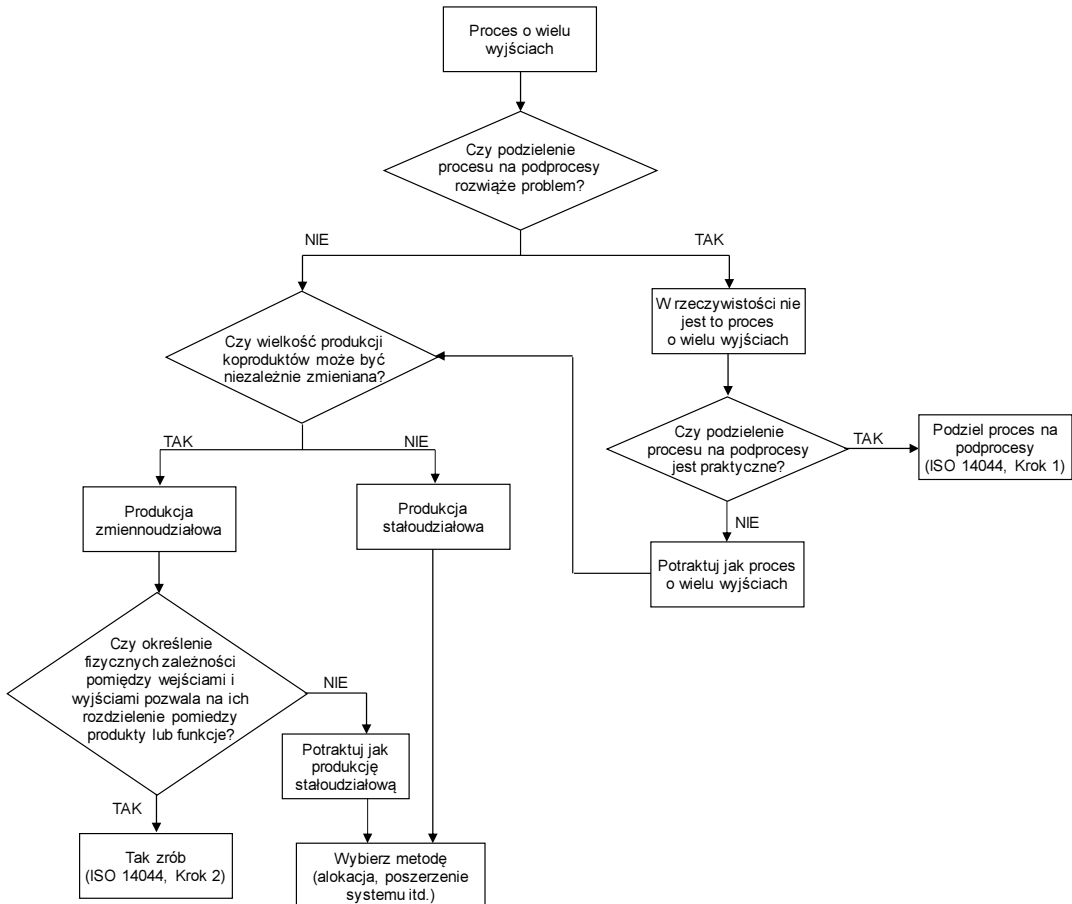 Proces o wielu
wyjściach
Czy podzielenie
procesu na podprocesy
rozwiąże problem?
NIE
TAK
W rzeczywistości nie
jest to proces
o wielu wyjściach
Czy wielkość produkcji
koproduktów może być
niezależnie zmieniana?
Czy podzielenie
procesu na podprocesy
jest praktyczne?
TAK
Podziel proces na
podprocesy
(ISO 14044, Krok 1)
TAK
NIE
Produkcja
zmiennoudziałowa
Produkcja
stałoudziałowa
NIE
Potraktuj jak proces
o wielu wyjściach
Czy określenie
fizycznych zależności
pomiędzy wejściami i
wyjściami pozwala na ich
rozdzielenie pomiedzy
produkty lub funkcje?
NIE
Potraktuj jak
produkcję
stałoudziałową
TAK
Tak zrób
(ISO 14044, Krok 2)
Wybierz metodę
(alokacja, poszerzenie
systemu itd.)